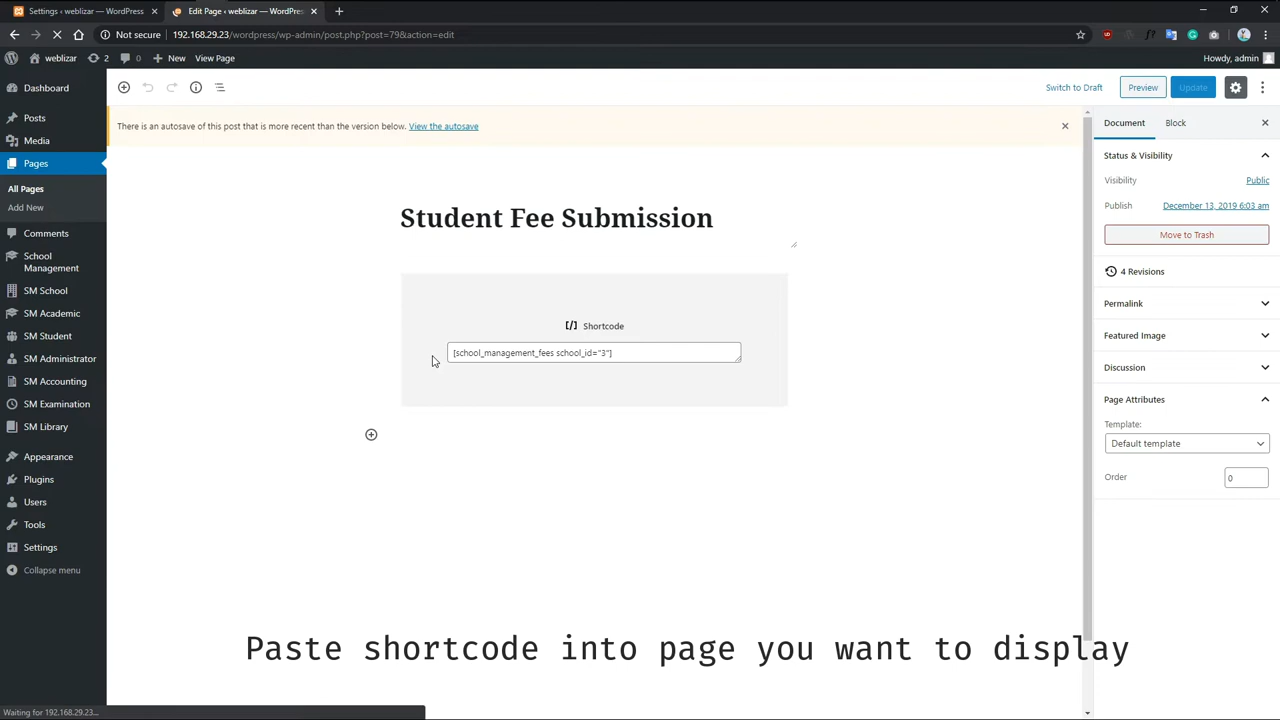 Settings ‹ weblizar — WordPress
Edit Page ‹ weblizar — WordPres
Not secure
192.168.29.23/wordpress/wp-admin/post.php?post=79&action=edit
weblizar
2
0
New
View Page
Howdy, admin
Dashboard
Posts
Media
Pages
All Pages
Add New
Comments
School
Management
SM School
SM Academic
SM Student
SM Administrator
SM Accounting
SM Examination
SM Library
Appearance
Plugins
Users
Tools
Settings
Collapse menu
Switch to Draft
Preview
Update
There is an autosave of this post that is more recent than the version below. View the autosave
Student Fee Submission
[/] Shortcode
[school_management_fees school_id="3"]
Document
Block
Status & Visibility
Visibility
Public
Publish
December 13, 2019 6:03 am
Move to Trash
4 Revisions
Permalink
Featured Image
Discussion
Page Attributes
Template:
Default template
Order
0
Paste shortcode into page you want to display
Waiting for 192.168.29.23...